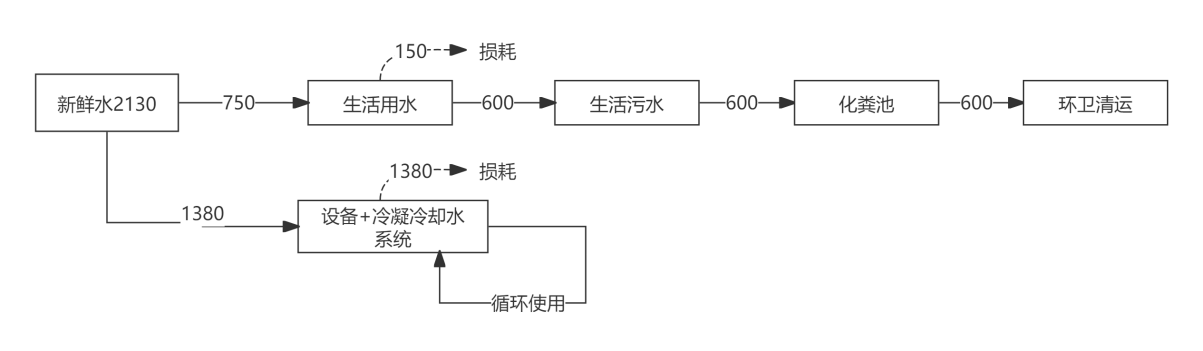 150
损耗
新鲜水2130
750
生活用水
600
生活污水
600
化粪池
600
环卫清运
1380
损耗
1380
设备+冷凝冷却水
系统
循环使用